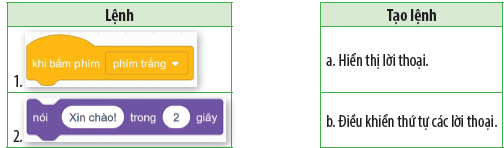 Lệnh
Tạo lệnh
1. khi bấm phím phím trắng
a. Hiển thị lời thoại.
2. nói Xin chào! trong 2 giây
b. Điều khiển thứ tự các lời thoại.